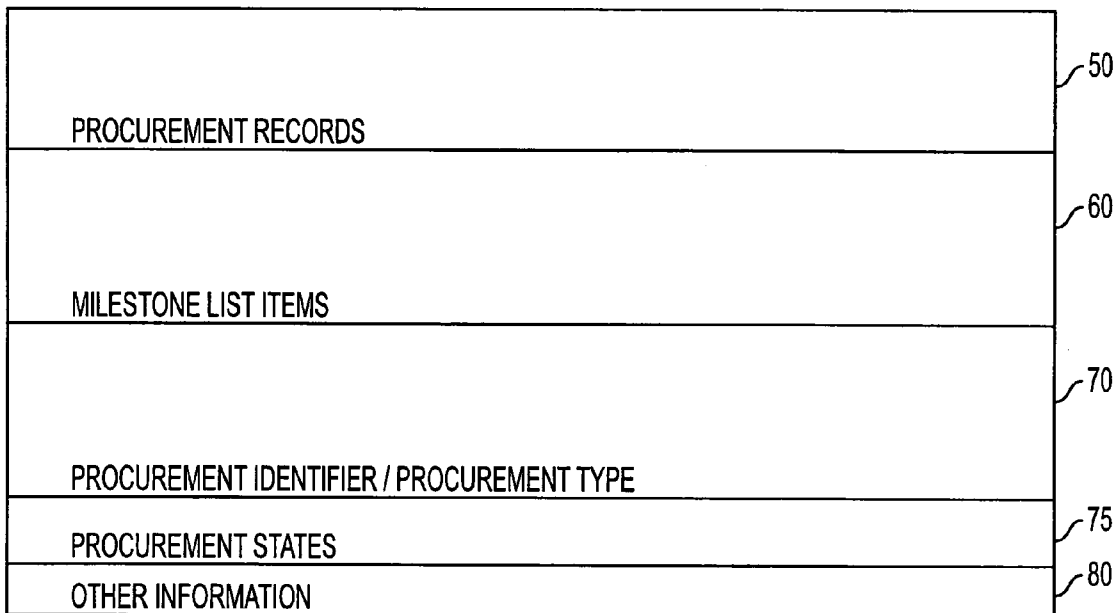 50
PROCUREMENT RECORDS
60
MILESTONE LIST ITEMS
70
PROCUREMENT IDENTIFIER / PROCUREMENT TYPE
75
PROCUREMENT STATES
80
OTHER INFORMATION